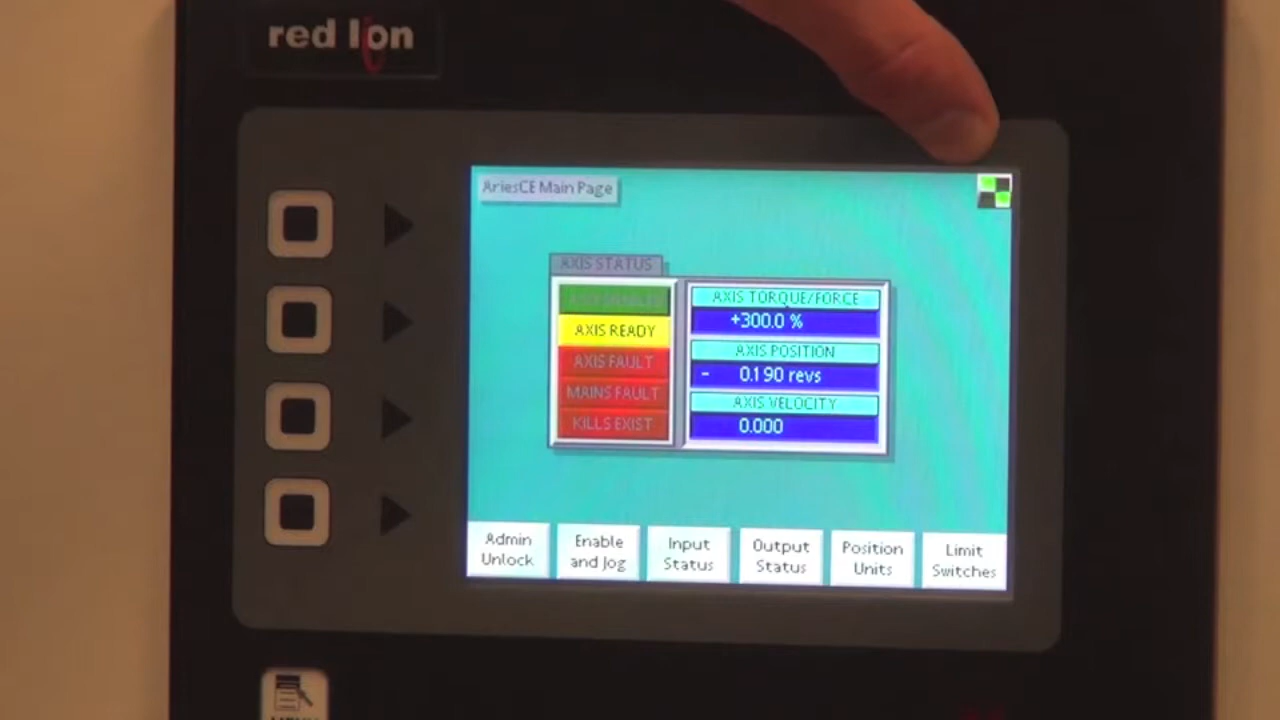 red lion
AriesCE Main Page
AXIS STATUS
AXIS TORQUE/FORCE
+300.0 %
AXIS READY
AXIS FAULT
MAINS FAULT
KILLS EXIST
AXIS POSITION
- 0.190 revs
AXIS VELOCITY
0.000
Admin
Unlock
Enable
and Jog
Input
Status
Output
Status
Position
Units
Limit
Switches